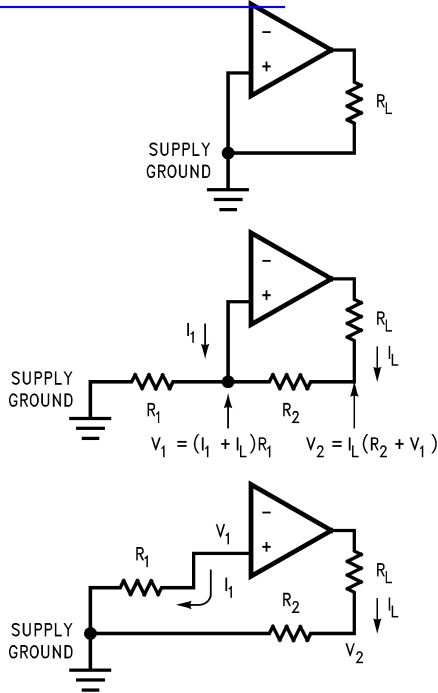 −
+
R_L
SUPPLY
GROUND
−
+
I_1
R_L
I_L
SUPPLY
GROUND
R_1
R_2
V_1 = (I_1 + I_L)R_1
V_2 = I_L(R_2 + V_1)
V_1
−
+
R_1
I_1
R_L
R_2
I_L
SUPPLY
GROUND
V_2